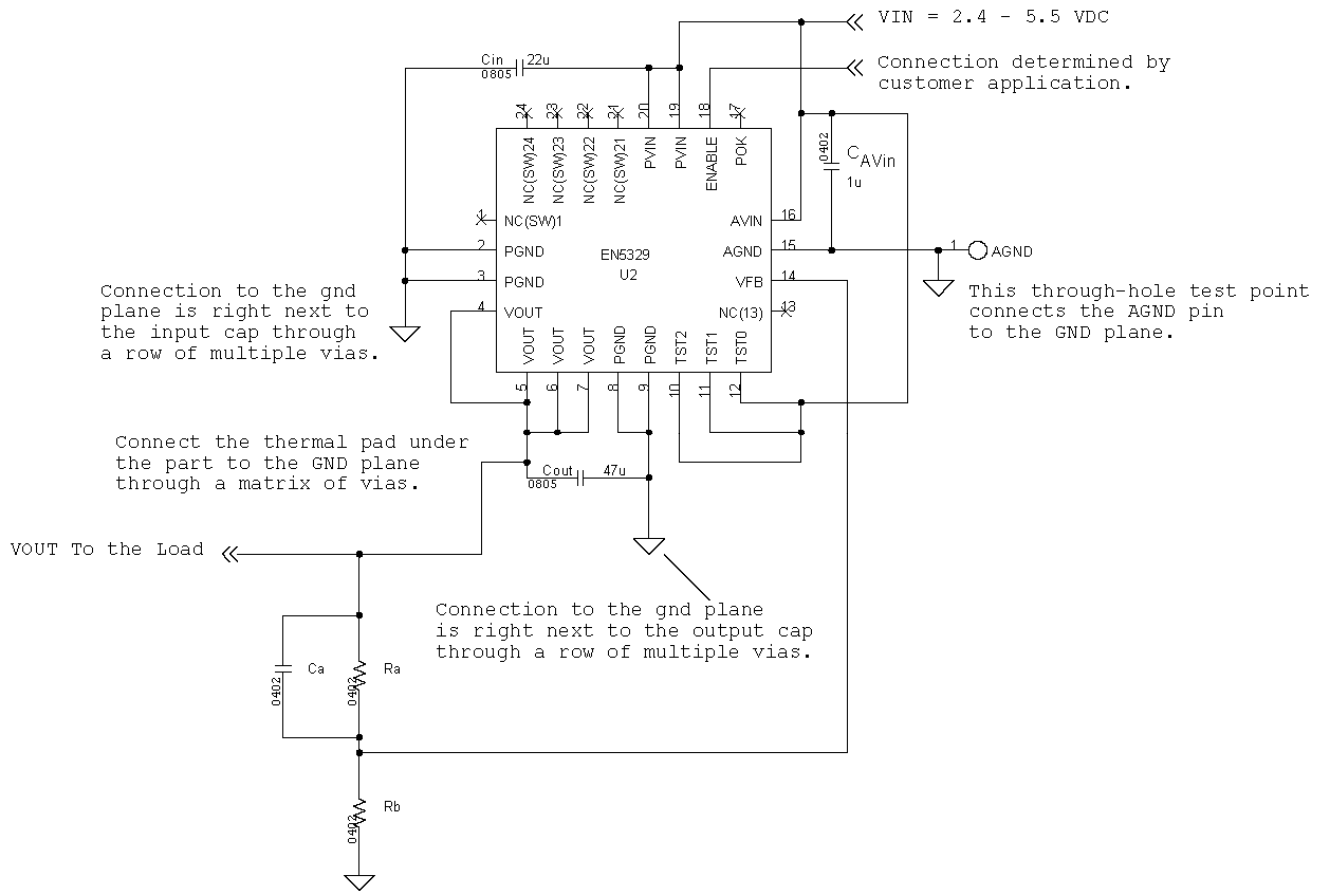 VIN = 2.4 - 5.5 VDC
Cin 22u
0805
Connection determined by
customer application.
24
23
22
21
20
19
18
17
NC(SW)24
NC(SW)23
NC(SW)22
NC(SW)21
PVIN
PVIN
ENABLE
POK
0402
CAVin
1u
1 NC(SW)1
AVIN 16
2 PGND
EN5329
U2
AGND 15
1 AGND
3 PGND
VFB 14
4 VOUT
NC(13) 13
Connection to the gnd
plane is right next to
the input cap through
a row of multiple vias.
This through-hole test point
connects the AGND pin
to the GND plane.
VOUT
VOUT
VOUT
PGND
PGND
TST2
TST1
TST0
5
6
7
8
9
10
11
12
Connect the thermal pad under
the part to the GND plane
through a matrix of vias.
Cout 47u
0805
VOUT To the Load
Connection to the gnd plane
is right next to the output cap
through a row of multiple vias.
Ca
0402
Ra
0402
Rb
0402